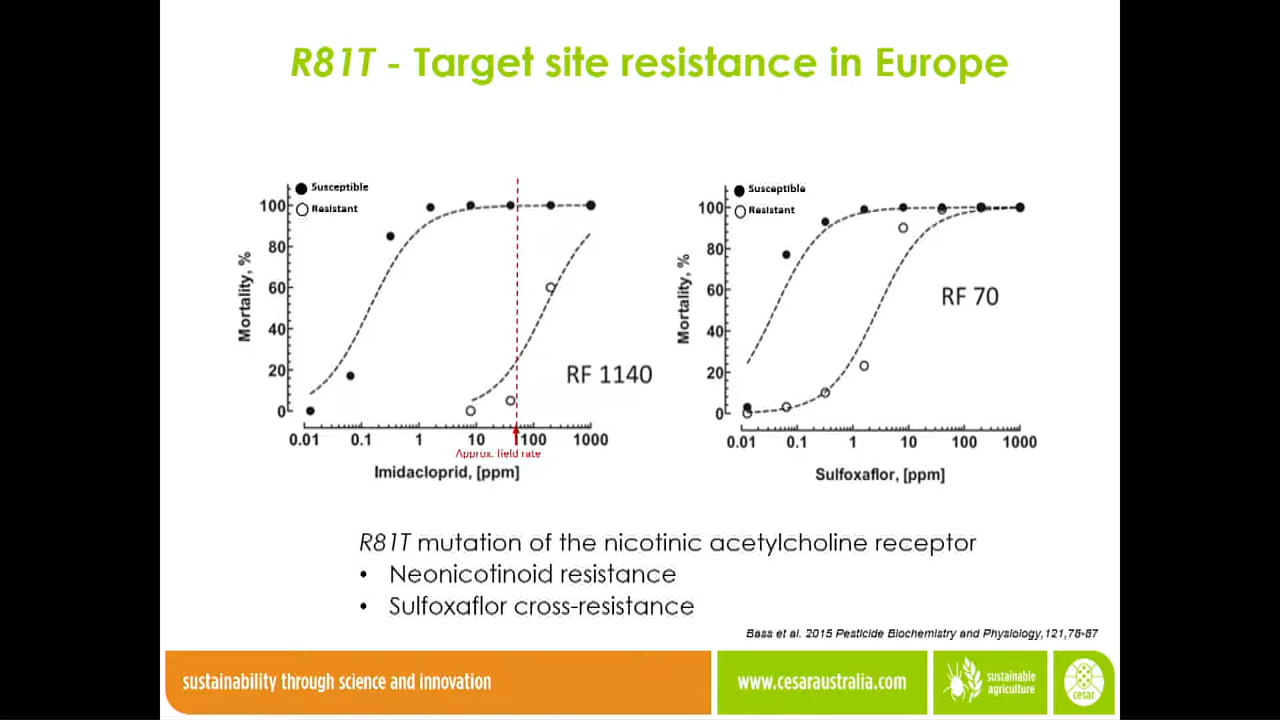 R81T - Target site resistance in Europe
Susceptible
Resistant
100
80
60
40
20
0
Mortality, %
0.01 0.1 1 10 100 1000
Approx. field rate
Imidacloprid, [ppm]
RF 1140
Susceptible
Resistant
100
80
60
40
20
0
Mortality, %
0.01 0.1 1 10 100 1000
Sulfoxaflor, [ppm]
RF 70
R81T mutation of the nicotinic acetylcholine receptor
• Neonicotinoid resistance
• Sulfoxaflor cross-resistance
Bass et al. 2015 Pesticide Biochemistry and Physiology,121,78-87
sustainability through science and innovation
www.cesaraustralia.com
sustainable
agriculture
cesar